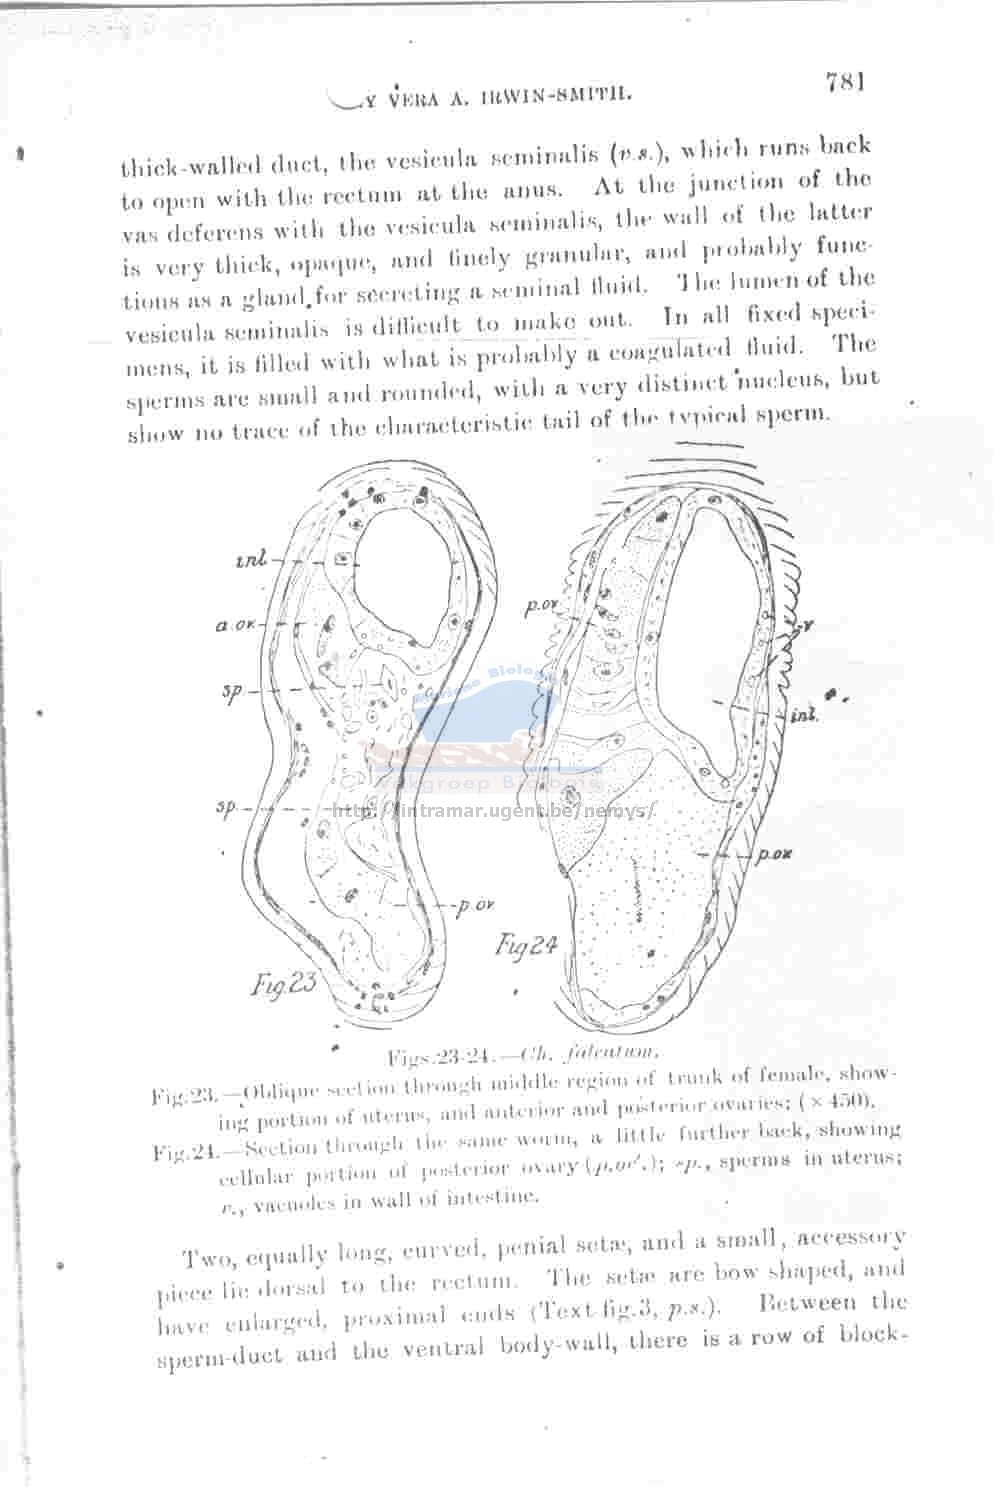 BY VERA A. IRWIN-SMITH. 781
thick-walled duct, the vesicula seminalis (v.s.), which runs back
to open with the rectum at the anus. At the junction of the
vas deferens with the vesicula seminalis, the wall of the latter
is very thick, opaque, and finely granular, and probably func-
tions as a gland for secreting a seminal fluid. The lumen of the
vesicula seminalis is difficult to make out. In all fixed speci-
mens, it is filled with what is probably a coagulated fluid. The
sperms are small and rounded, with a very distinct nucleus, but
show no trace of the characteristic tail of the typical sperm.
int.
a.ov.
sp.
sp.
p.ov
Fig.23
p.ov
v
int.
p.ov
Fig.24
Mariene Biologie
Vakgroep Biologie
http://intramar.ugent.be/nemys/
Figs.23-24.—Ch. falcatum.
Fig.23.—Oblique section through middle region of trunk of female, show-
ing portion of uterus, and anterior and posterior ovaries; (×450).
Fig.24.—Section through the same worm, a little further back, showing
cellular portion of posterior ovary (p.ov'.); sp., sperms in uterus;
v., vacuoles in wall of intestine.
Two, equally long, curved, penial setæ, and a small, accessory
piece lie dorsal to the rectum. The setæ are bow shaped, and
have enlarged, proximal ends (Text-fig.3, p.s.). Between the
sperm-duct and the ventral body-wall, there is a row of block-